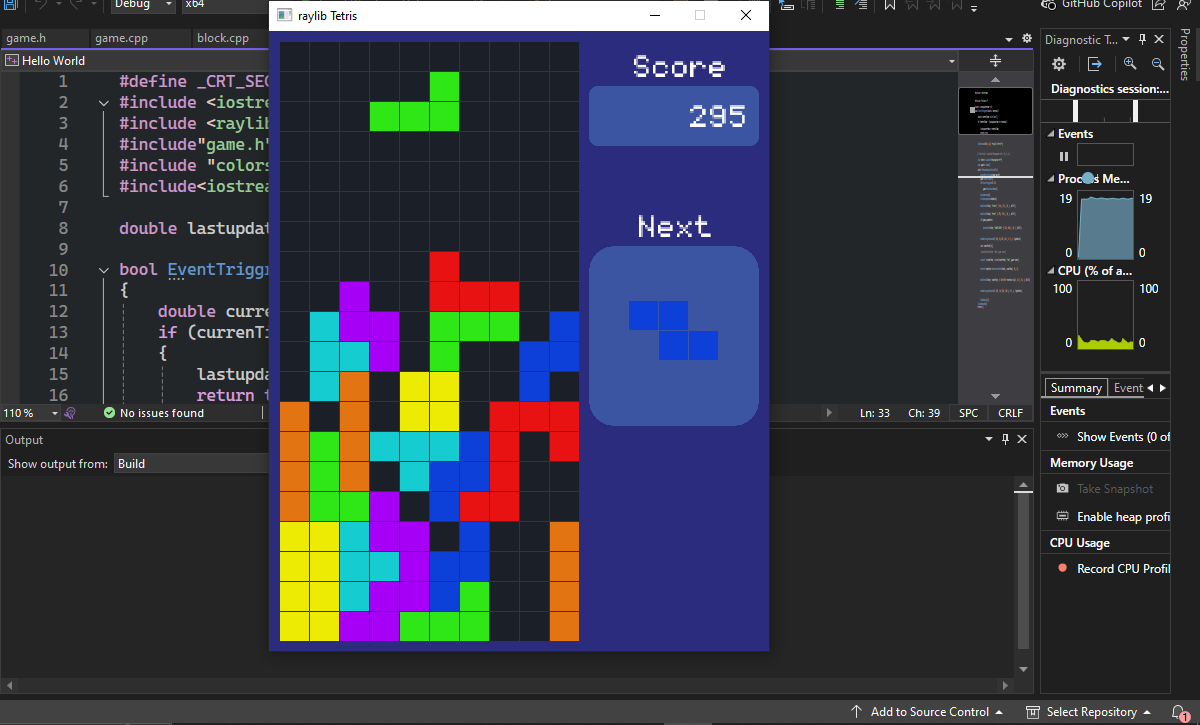 Debug
x64
GitHub Copilot
raylib Tetris
game.h
game.cpp
block.cpp
Hello World
1 #define _CRT_SEC
2 #include <iostre
3 #include <raylib
4 #include"game.h"
5 #include "colors
6 #include<iostrea
7
8 double lastupdat
9
10 bool EventTriggr
11 {
12 double curre
13 if (currenTi
14 {
15 lastupda
16 return t
110 %
No issues found
Ln: 33
Ch: 39
SPC
CRLF
Output
Show output from:
Build
Score
295
Next
Diagnostic T...
Properties
Diagnostics session:...
Events
Process Me...
19
19
0
0
CPU (% of a...
100
100
0
0
Summary
Event
Events
Show Events (0 of
Memory Usage
Take Snapshot
Enable heap profi
CPU Usage
Record CPU Profil
Add to Source Control
Select Repository
1